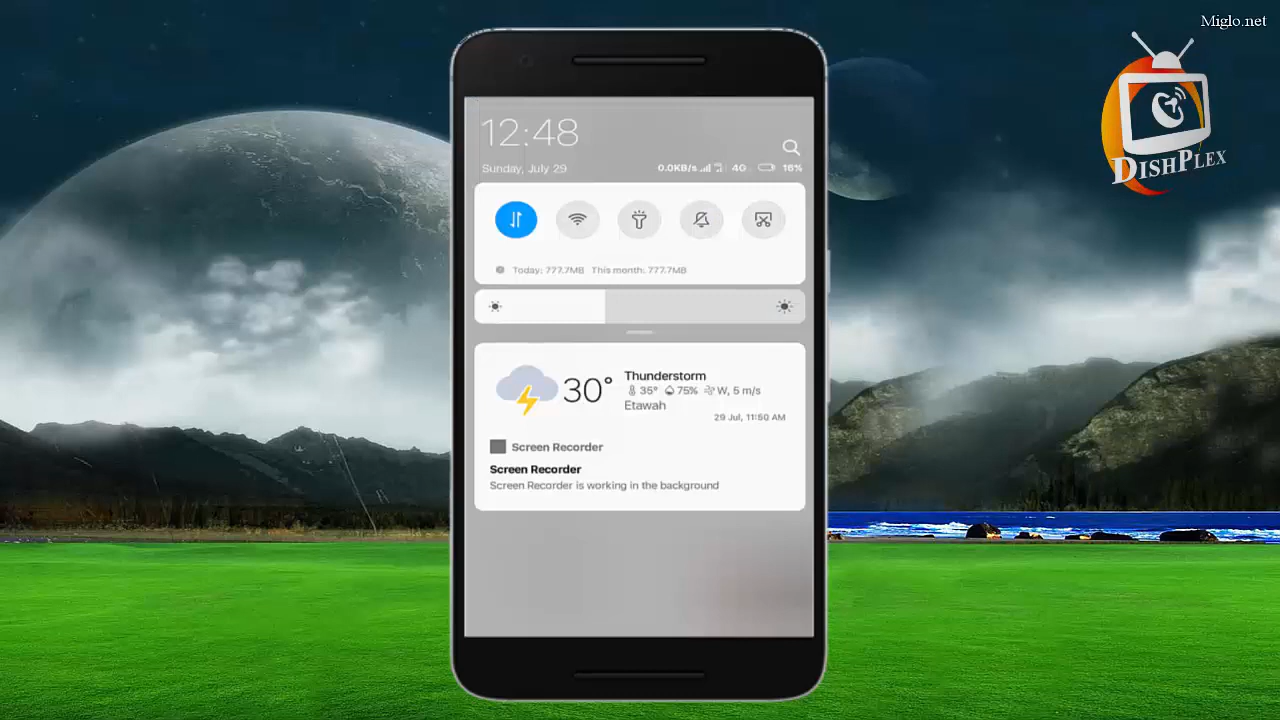 Miglo.net
DISHPLEX
12:48
Sunday, July 29
0.0KB/s 4G 16%
Today: 777.7MB This month: 777.7MB
30° Thunderstorm
35° 75% W, 5 m/s
Etawah
29 Jul, 11:50 AM
Screen Recorder
Screen Recorder
Screen Recorder is working in the background